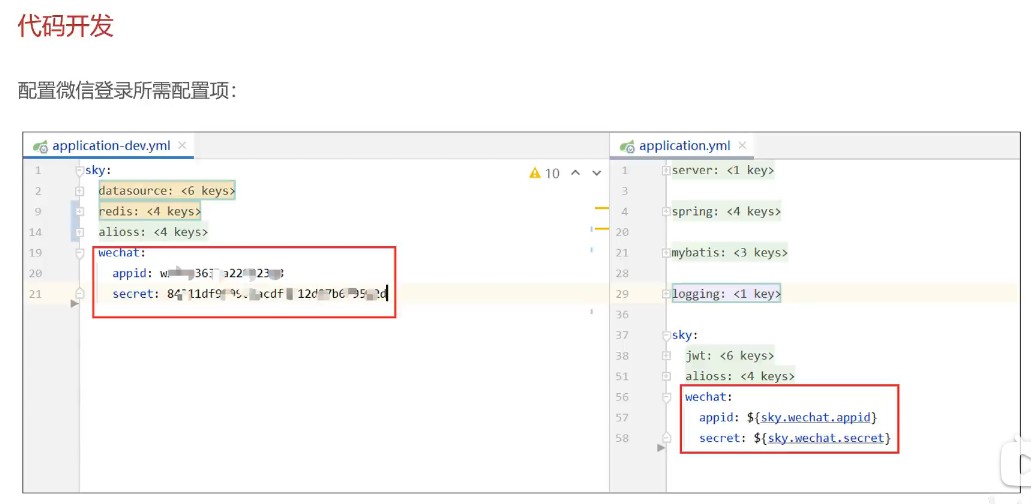 代码开发
配置微信登录所需配置项：
application-dev.yml
1 sky:
2 datasource: <6 keys>
9 redis: <4 keys>
14 alioss: <4 keys>
19 wechat:
20 appid:
21 secret:
10
application.yml
1 server: <1 key>
3
4 spring: <4 keys>
20
21 mybatis: <3 keys>
28
29 logging: <1 key>
36
37 sky:
38 jwt: <6 keys>
51 alioss: <4 keys>
56 wechat:
57 appid: ${sky.wechat.appid}
58 secret: ${sky.wechat.secret}